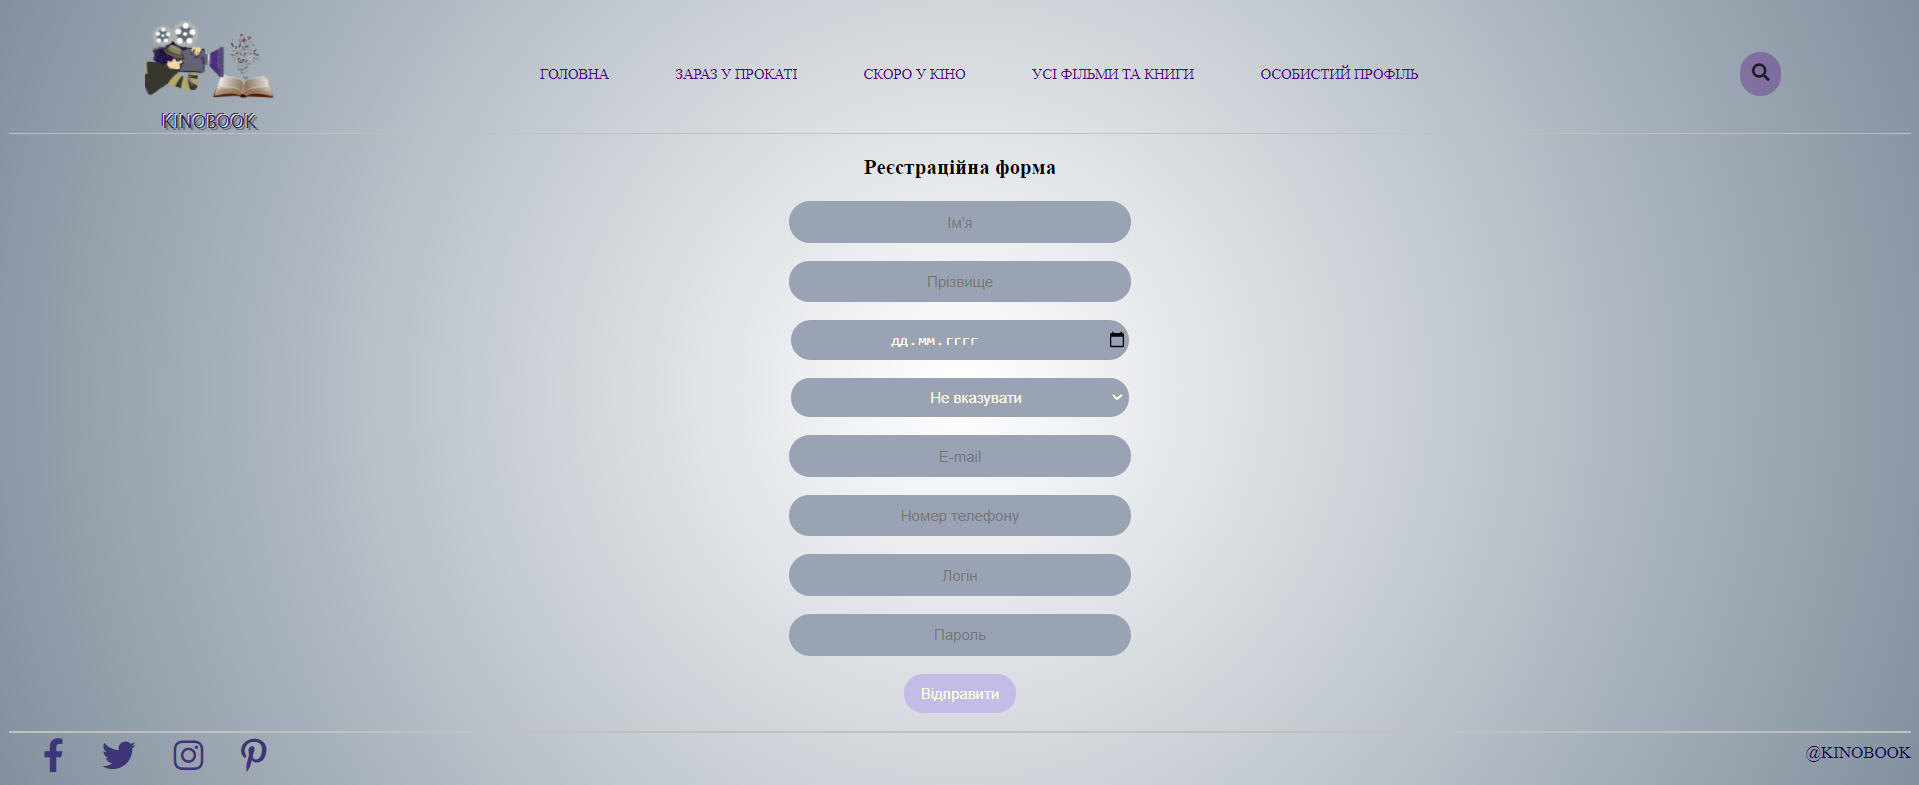 KINOBOOK
ГОЛОВНА ЗАРАЗ У ПРОКАТІ СКОРО У КІНО УСІ ФІЛЬМИ ТА КНИГИ ОСОБИСТИЙ ПРОФІЛЬ
Реєстраційна форма
Ім'я
Прізвище
дд.мм.гггг
Не вказувати
E-mail
Номер телефону
Логін
Пароль
Відправити
@KINOBOOK